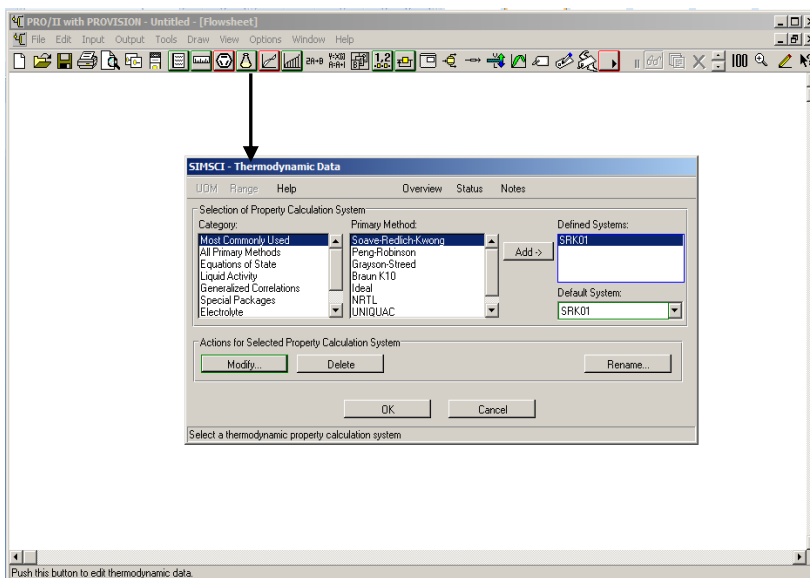 PRO/II with PROVISION - Untitled - [Flowsheet]
File Edit Input Output Tools Draw View Options Window Help
2A+B 1.2 100
SIMSCI - Thermodynamic Data
UOM Range Help Overview Status Notes
Selection of Property Calculation System
Category: Primary Method: Defined Systems:
Most Commonly Used Soave-Redlich-Kwong SRK01
All Primary Methods Peng-Robinson Add ->
Equations of State Grayson-Streed
Liquid Activity Braun K10
Generalized Correlations Ideal Default System:
Special Packages NRTL SRK01
Electrolyte UNIQUAC
Actions for Selected Property Calculation System
Modify... Delete Rename...
OK Cancel
Select a thermodynamic property calculation system
Push this button to edit thermodynamic data.